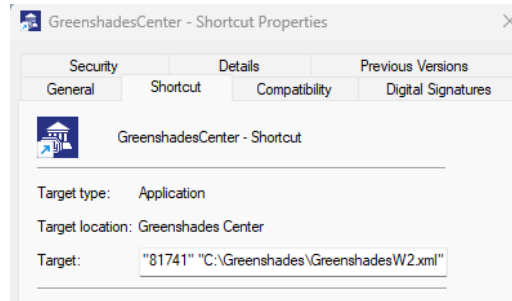 GreenshadesCenter - Shortcut Properties
Security Details Previous Versions
General Shortcut Compatibility Digital Signatures
GreenshadesCenter - Shortcut
Target type: Application
Target location: Greenshades Center
Target: "81741" "C:\Greenshades\GreenshadesW2.xml"